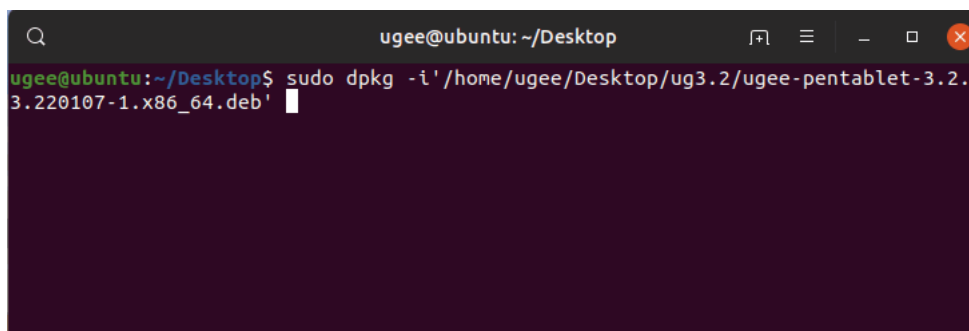 ugee@ubuntu: ~/Desktop
ugee@ubuntu:~/Desktop$ sudo dpkg -i'/home/ugee/Desktop/ug3.2/ugee-pentablet-3.2.
3.220107-1.x86_64.deb'